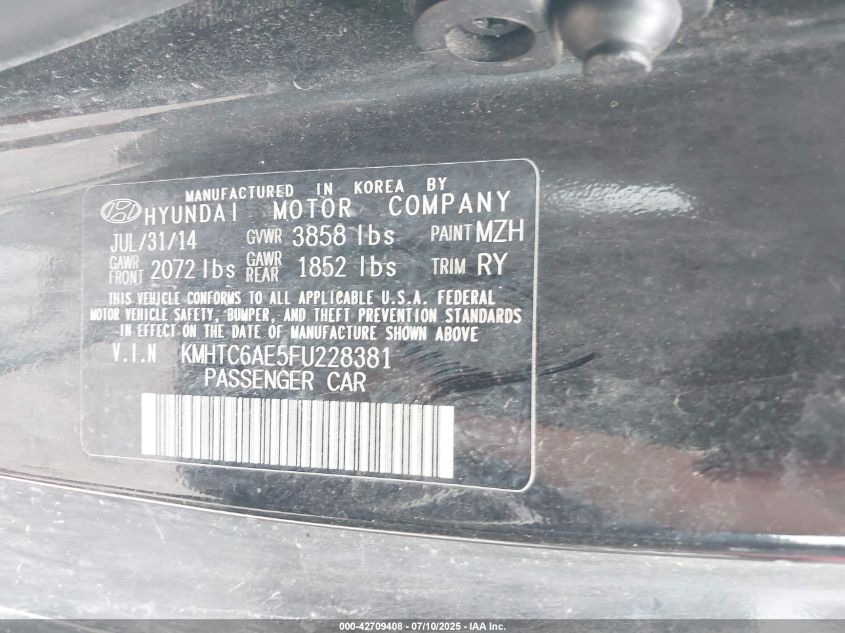 MANUFACTURED IN KOREA BY
HYUNDAI MOTOR COMPANY
JUL/31/14 GVWR 3858 lbs PAINT MZH
GAWR FRONT 2072 lbs GAWR REAR 1852 lbs TRIM RY
THIS VEHICLE CONFORMS TO ALL APPLICABLE U.S.A. FEDERAL
MOTOR VEHICLE SAFETY, BUMPER, AND THEFT PREVENTION STANDARDS
IN EFFECT ON THE DATE OF MANUFACTURE SHOWN ABOVE
V.I.N KMHTC6AE5FU228381
PASSENGER CAR
000-42709408 - 07/10/2025 - IAA Inc.